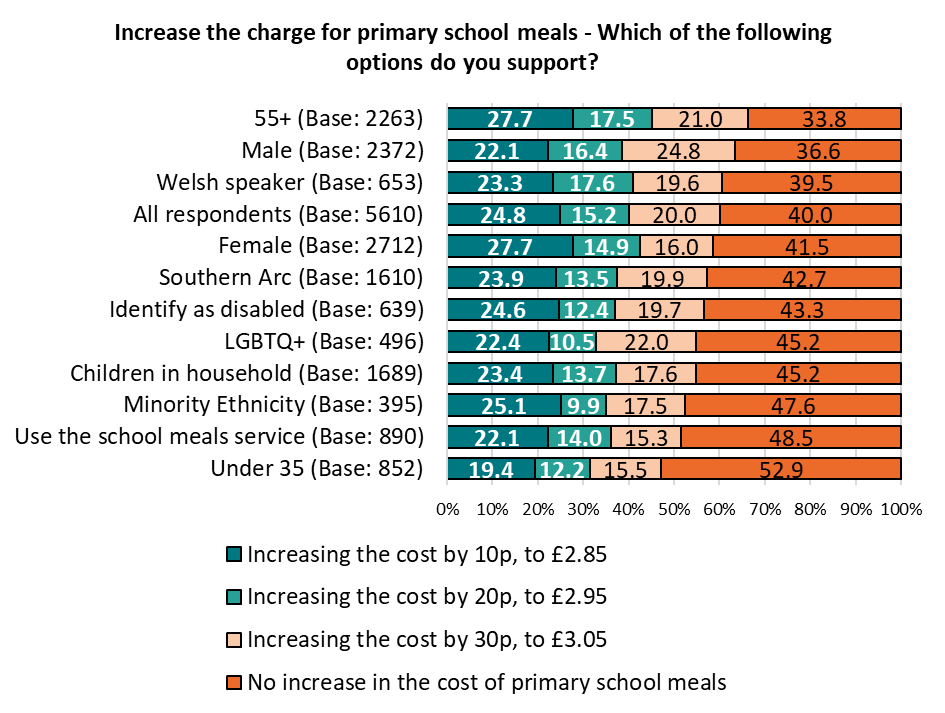 Increase the charge for primary school meals - Which of the following
options do you support?
55+ (Base: 2263) 27.7 17.5 21.0 33.8
Male (Base: 2372) 22.1 16.4 24.8 36.6
Welsh speaker (Base: 653) 23.3 17.6 19.6 39.5
All respondents (Base: 5610) 24.8 15.2 20.0 40.0
Female (Base: 2712) 27.7 14.9 16.0 41.5
Southern Arc (Base: 1610) 23.9 13.5 19.9 42.7
Identify as disabled (Base: 639) 24.6 12.4 19.7 43.3
LGBTQ+ (Base: 496) 22.4 10.5 22.0 45.2
Children in household (Base: 1689) 23.4 13.7 17.6 45.2
Minority Ethnicity (Base: 395) 25.1 9.9 17.5 47.6
Use the school meals service (Base: 890) 22.1 14.0 15.3 48.5
Under 35 (Base: 852) 19.4 12.2 15.5 52.9
0% 10% 20% 30% 40% 50% 60% 70% 80% 90% 100%
Increasing the cost by 10p, to £2.85
Increasing the cost by 20p, to £2.95
Increasing the cost by 30p, to £3.05
No increase in the cost of primary school meals